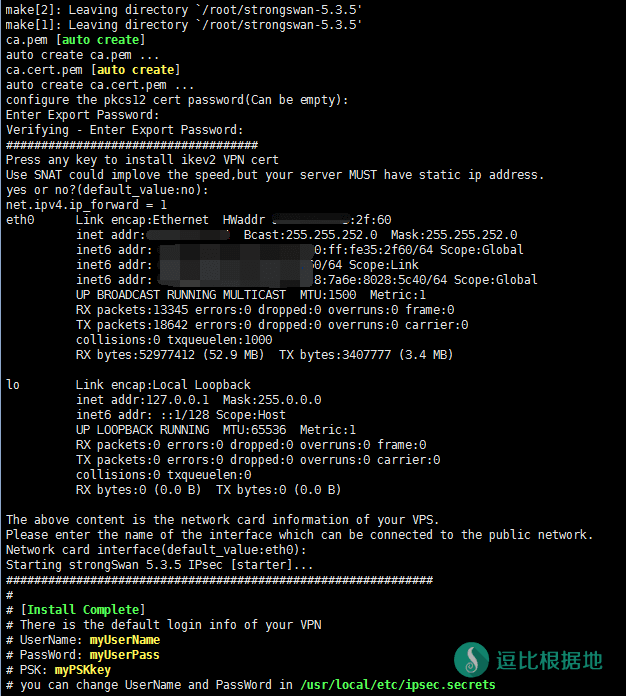 make[2]: Leaving directory `/root/strongswan-5.3.5'
make[1]: Leaving directory `/root/strongswan-5.3.5'
ca.pem [auto create]
auto create ca.pem ...
ca.cert.pem [auto create]
auto create ca.cert.pem ...
configure the pkcs12 cert password(Can be empty):
Enter Export Password:
Verifying - Enter Export Password:
####################################
Press any key to install ikev2 VPN cert
Use SNAT could implove the speed,but your server MUST have static ip address.
yes or no?(default_value:no):
net.ipv4.ip_forward = 1
eth0 Link encap:Ethernet HWaddr :2f:60
inet addr: Bcast:255.255.252.0 Mask:255.255.252.0
inet6 addr: 0:ff:fe35:2f60/64 Scope:Global
inet6 addr: 60/64 Scope:Link
inet6 addr: 8:7a6e:8028:5c40/64 Scope:Global
UP BROADCAST RUNNING MULTICAST MTU:1500 Metric:1
RX packets:13345 errors:0 dropped:0 overruns:0 frame:0
TX packets:18642 errors:0 dropped:0 overruns:0 carrier:0
collisions:0 txqueuelen:1000
RX bytes:52977412 (52.9 MB) TX bytes:3407777 (3.4 MB)
lo Link encap:Local Loopback
inet addr:127.0.0.1 Mask:255.0.0.0
inet6 addr: ::1/128 Scope:Host
UP LOOPBACK RUNNING MTU:65536 Metric:1
RX packets:0 errors:0 dropped:0 overruns:0 frame:0
TX packets:0 errors:0 dropped:0 overruns:0 carrier:0
collisions:0 txqueuelen:0
RX bytes:0 (0.0 B) TX bytes:0 (0.0 B)
The above content is the network card information of your VPS.
Please enter the name of the interface which can be connected to the public network.
Network card interface(default_value:eth0):
Starting strongSwan 5.3.5 IPsec [starter]...
#############################################################
#
# [Install Complete]
# There is the default login info of your VPN
# UserName: myUserName
# PassWord: myUserPass
# PSK: myPSKkey
# you can change UserName and PassWord in /usr/local/etc/ipsec.secrets
逗比根据地